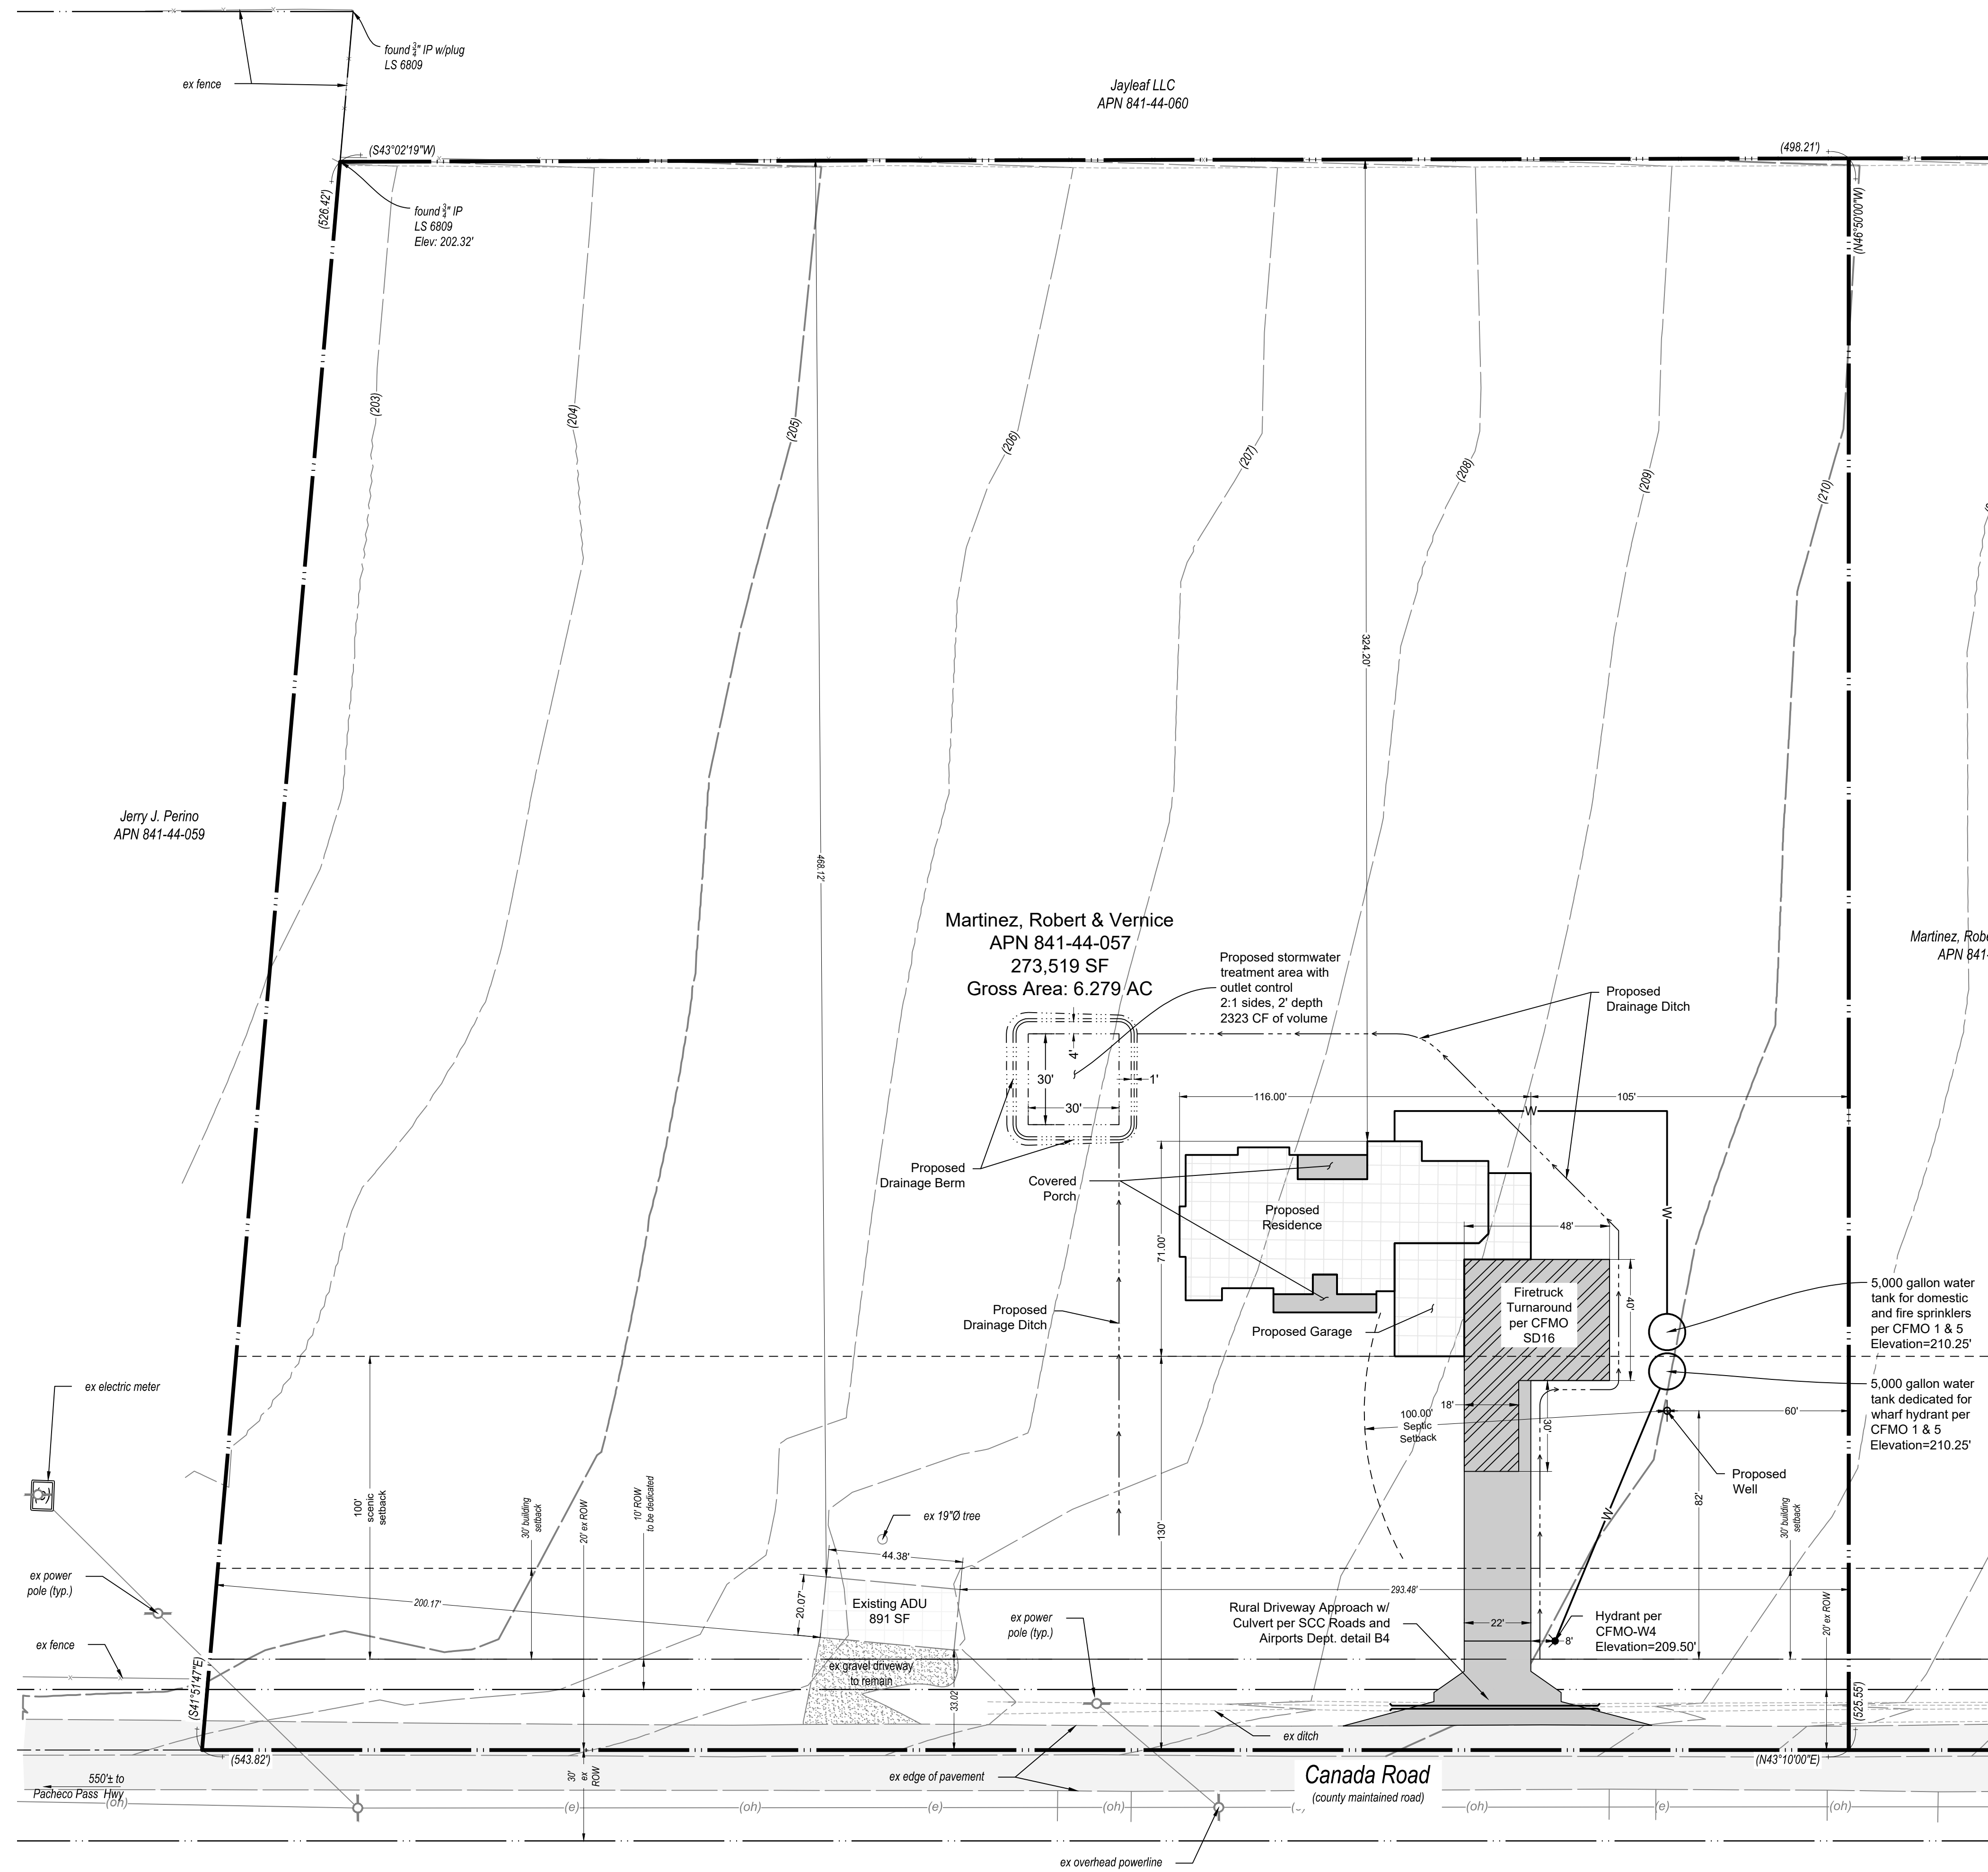 found 3/4" IP w/plug
LS 6809
ex fence
Jayleaf LLC
APN 841-44-060
(S43°02'19"W)
(498.21')
(526.42')
found 3/4" IP
LS 6809
Elev: 202.32'
(N46°50'00"W)
(203)
(204)
(205)
(206)
(207)
(208)
(209)
(210)
324.20'
468.12'
Jerry J. Perino
APN 841-44-059
Martinez, Robert & Vernice
APN 841-44-057
273,519 SF
Gross Area: 6.279 AC
Martinez, Robe
APN 841-
Proposed stormwater
treatment area with
outlet control
2:1 sides, 2' depth
2323 CF of volume
Proposed
Drainage Ditch
4'
30'
1'
30'
116.00'
105'
W
Proposed
Drainage Berm
Covered
Porch
Proposed
Residence
71.00'
48'
W
Proposed
Drainage Ditch
Proposed Garage
Firetruck
Turnaround
per CFMO
SD16
40'
5,000 gallon water
tank for domestic
and fire sprinklers
per CFMO 1 & 5
Elevation=210.25'
5,000 gallon water
tank dedicated for
wharf hydrant per
CFMO 1 & 5
Elevation=210.25'
ex electric meter
18'
100.00'
Septic
Setback
30'
60'
Proposed
Well
100'
scenic
setback
30' building
setback
20' ex ROW
10' ROW
to be dedicated
ex 19"Ø tree
130'
82'
W
30' building
setback
44.38'
ex power
pole (typ.)
200.17'
20.07'
Existing ADU
891 SF
293.48'
ex power
pole (typ.)
Rural Driveway Approach w/
Culvert per SCC Roads and
Airports Dept. detail B4
22'
8'
Hydrant per
CFMO-W4
Elevation=209.50'
20' ex ROW
ex fence
ex gravel driveway
to remain
(S41°51'47"E)
33.02'
(525.55')
ex ditch
(543.82')
(N43°10'00"E)
550'± to
Pacheco Pass Hwy
30'
ex
ROW
ex edge of pavement
Canada Road
(county maintained road)
(oh)
(e)
(oh)
(e)
(oh)
(oh)
(e)
(oh)
ex overhead powerline